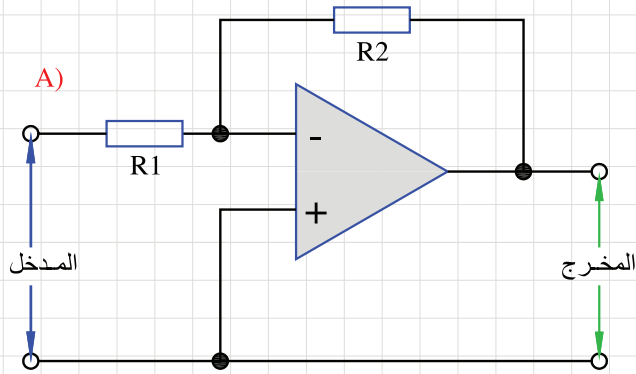 R2
A)
R1
-
+
المدخل
المخرج